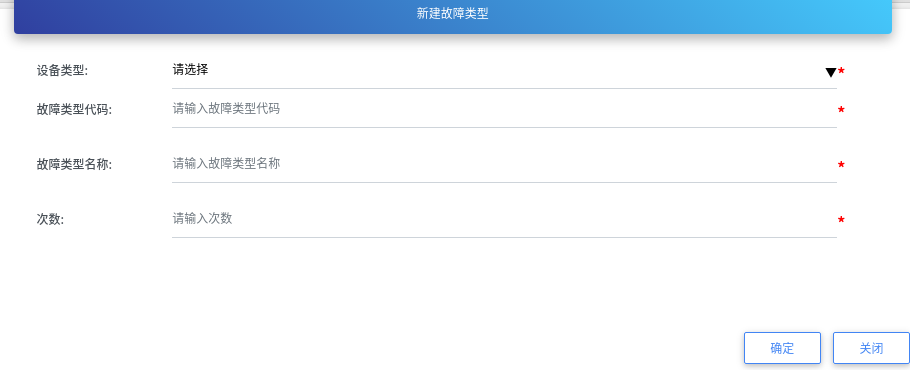 新建故障类型
设备类型: 请选择 ▼*
故障类型代码: 请输入故障类型代码 *
故障类型名称: 请输入故障类型名称 *
次数: 请输入次数 *
确定 关闭